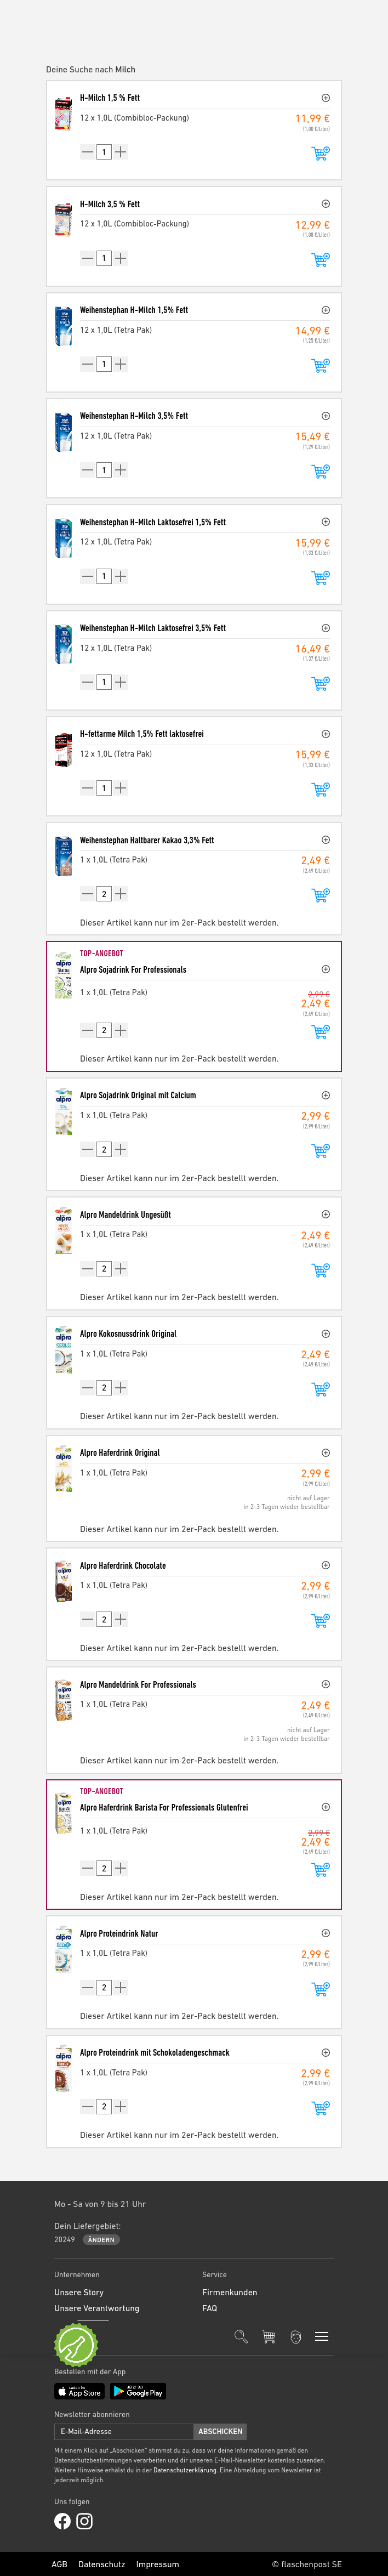 Deine Suche nach Milch
H-Milch 1,5 % Fett
12 x 1,0L (Combibloc-Packung)
11,99 €
(1,00 €/Liter)
1
H-Milch 3,5 % Fett
12 x 1,0L (Combibloc-Packung)
12,99 €
(1,08 €/Liter)
1
Weihenstephan H-Milch 1,5% Fett
12 x 1,0L (Tetra Pak)
14,99 €
(1,25 €/Liter)
1
Weihenstephan H-Milch 3,5% Fett
12 x 1,0L (Tetra Pak)
15,49 €
(1,29 €/Liter)
1
Weihenstephan H-Milch Laktosefrei 1,5% Fett
12 x 1,0L (Tetra Pak)
15,99 €
(1,33 €/Liter)
1
Weihenstephan H-Milch Laktosefrei 3,5% Fett
12 x 1,0L (Tetra Pak)
16,49 €
(1,37 €/Liter)
1
H-fettarme Milch 1,5% Fett laktosefrei
12 x 1,0L (Tetra Pak)
15,99 €
(1,33 €/Liter)
1
Weihenstephan Haltbarer Kakao 3,3% Fett
1 x 1,0L (Tetra Pak)
2,49 €
(2,49 €/Liter)
2
Dieser Artikel kann nur im 2er-Pack bestellt werden.
TOP-ANGEBOT
Alpro Sojadrink For Professionals
1 x 1,0L (Tetra Pak)
2,99 €
2,49 €
(2,49 €/Liter)
2
Dieser Artikel kann nur im 2er-Pack bestellt werden.
Alpro Sojadrink Original mit Calcium
1 x 1,0L (Tetra Pak)
2,99 €
(2,99 €/Liter)
2
Dieser Artikel kann nur im 2er-Pack bestellt werden.
Alpro Mandeldrink Ungesüßt
1 x 1,0L (Tetra Pak)
2,49 €
(2,49 €/Liter)
2
Dieser Artikel kann nur im 2er-Pack bestellt werden.
Alpro Kokosnussdrink Original
1 x 1,0L (Tetra Pak)
2,49 €
(2,49 €/Liter)
2
Dieser Artikel kann nur im 2er-Pack bestellt werden.
Alpro Haferdrink Original
1 x 1,0L (Tetra Pak)
2,99 €
(2,99 €/Liter)
nicht auf Lager
in 2-3 Tagen wieder bestellbar
Dieser Artikel kann nur im 2er-Pack bestellt werden.
Alpro Haferdrink Chocolate
1 x 1,0L (Tetra Pak)
2,99 €
(2,99 €/Liter)
2
Dieser Artikel kann nur im 2er-Pack bestellt werden.
Alpro Mandeldrink For Professionals
1 x 1,0L (Tetra Pak)
2,49 €
(2,49 €/Liter)
nicht auf Lager
in 2-3 Tagen wieder bestellbar
Dieser Artikel kann nur im 2er-Pack bestellt werden.
TOP-ANGEBOT
Alpro Haferdrink Barista For Professionals Glutenfrei
1 x 1,0L (Tetra Pak)
2,99 €
2,49 €
(2,49 €/Liter)
2
Dieser Artikel kann nur im 2er-Pack bestellt werden.
Alpro Proteindrink Natur
1 x 1,0L (Tetra Pak)
2,99 €
(2,99 €/Liter)
2
Dieser Artikel kann nur im 2er-Pack bestellt werden.
Alpro Proteindrink mit Schokoladengeschmack
1 x 1,0L (Tetra Pak)
2,99 €
(2,99 €/Liter)
2
Dieser Artikel kann nur im 2er-Pack bestellt werden.
Mo - Sa von 9 bis 21 Uhr
Dein Liefergebiet:
20249 ÄNDERN
Unternehmen Service
Unsere Story Firmenkunden
Unsere Verantwortung FAQ
Bestellen mit der App
Laden im App Store
JETZT BEI Google Play
Newsletter abonnieren
E-Mail-Adresse ABSCHICKEN
Mit einem Klick auf „Abschicken" stimmst du zu, dass wir deine Informationen gemäß den
Datenschutzbestimmungen verarbeiten und dir unseren E-Mail-Newsletter kostenlos zusenden.
Weitere Hinweise erhälst du in der Datenschutzerklärung. Eine Abmeldung vom Newsletter ist
jederzeit möglich.
Uns folgen
AGB Datenschutz Impressum © flaschenpost SE